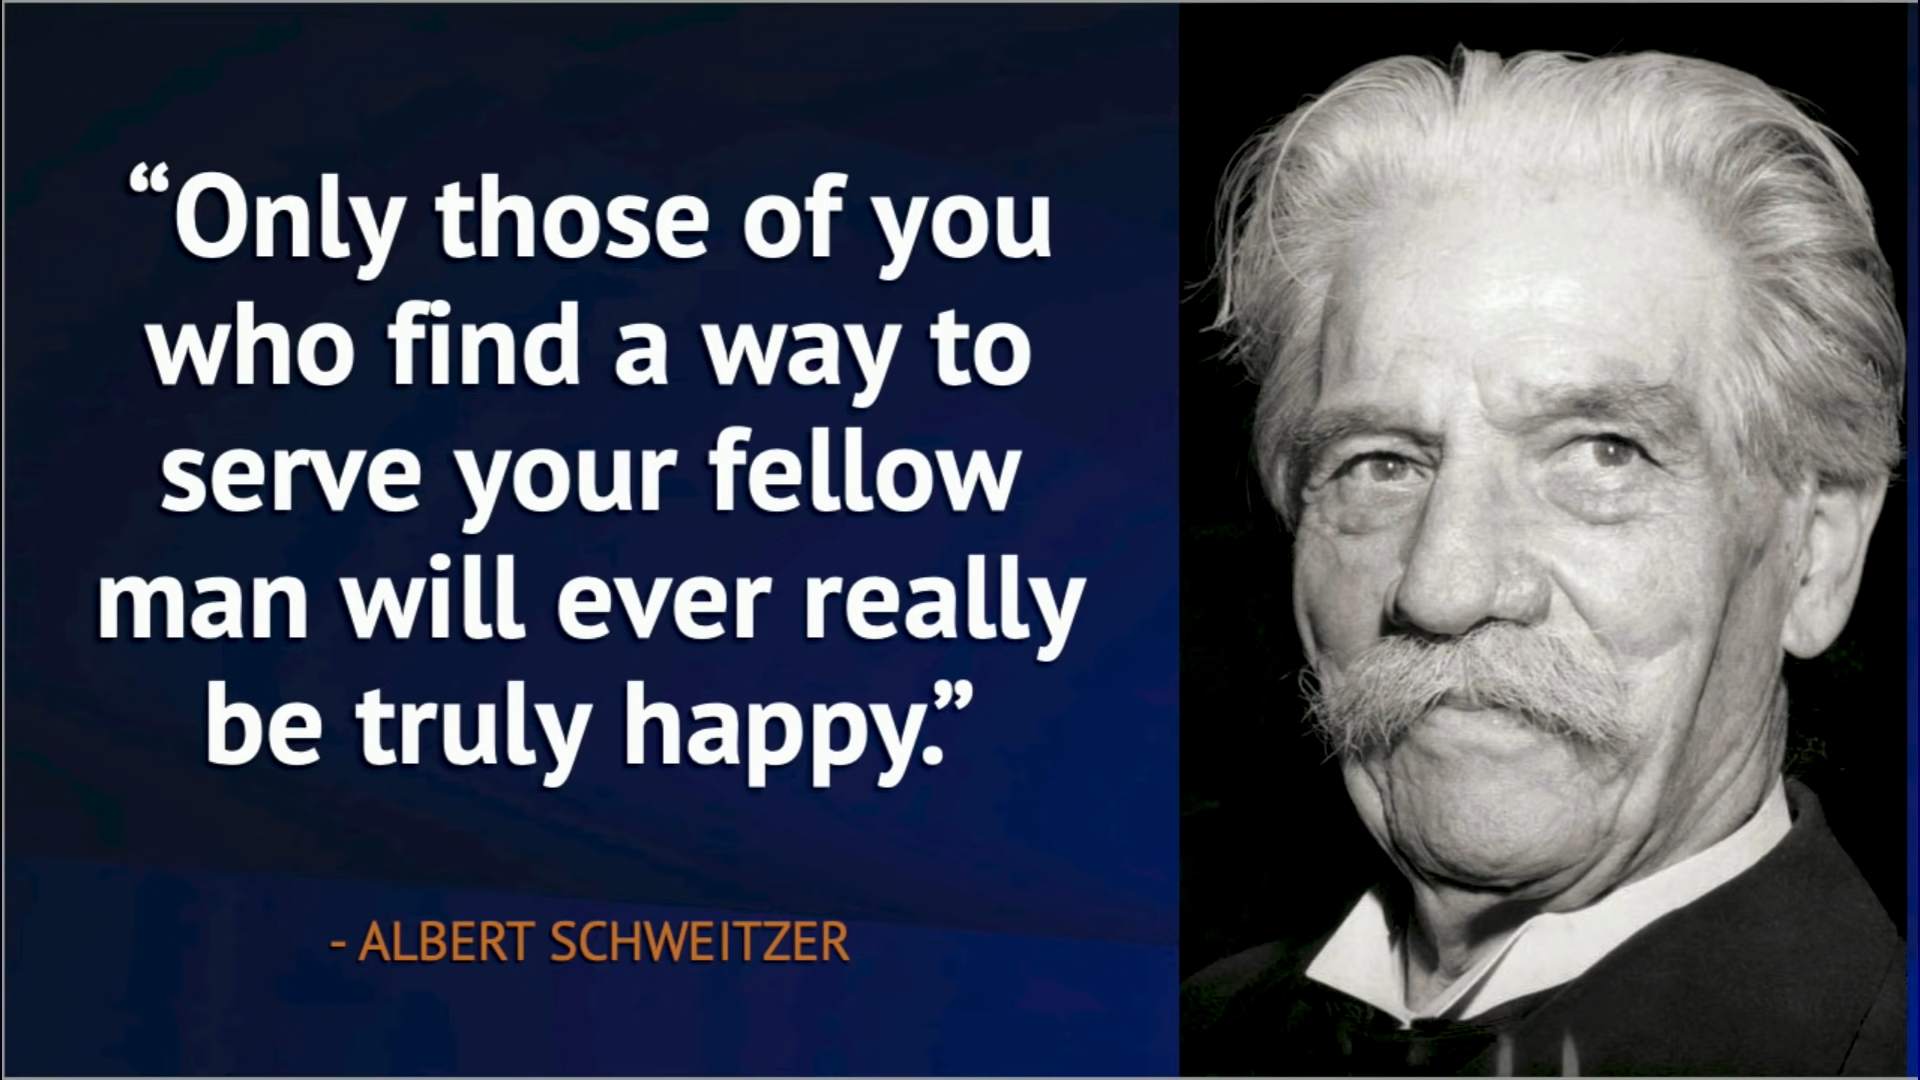 “Only those of you
who find a way to
serve your fellow
man will ever really
be truly happy.”
- ALBERT SCHWEITZER